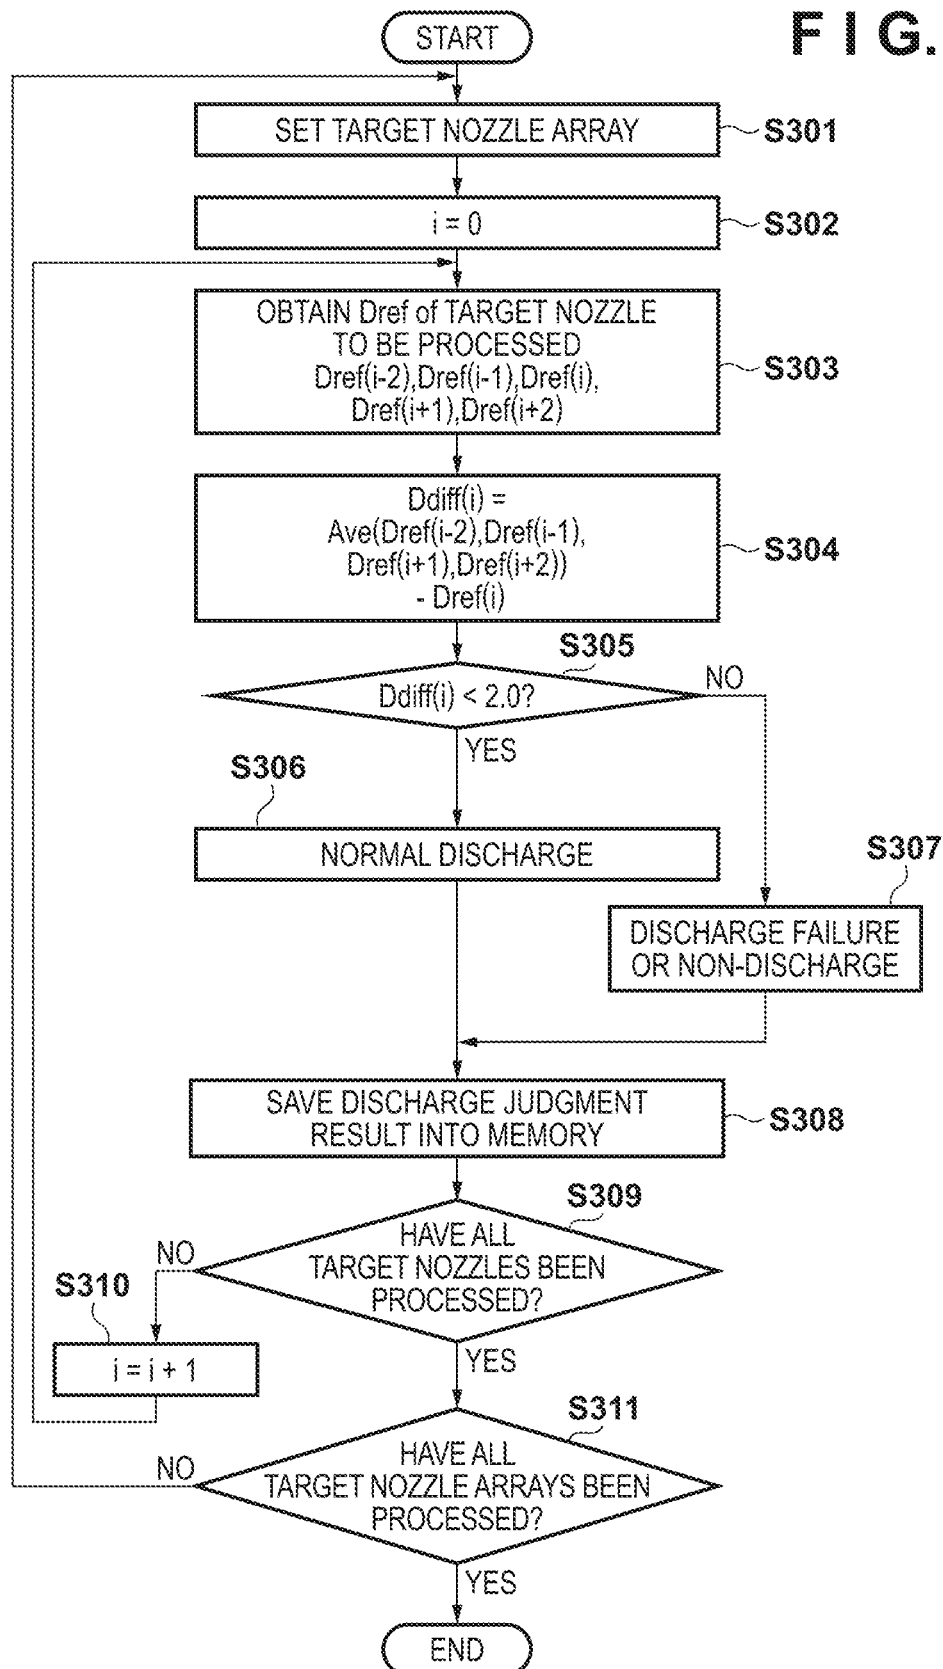 START
F I G.
SET TARGET NOZZLE ARRAY
S301
i = 0
S302
OBTAIN Dref of TARGET NOZZLE
TO BE PROCESSED
Dref(i-2),Dref(i-1),Dref(i),
Dref(i+1),Dref(i+2)
S303
Ddiff(i) =
Ave(Dref(i-2),Dref(i-1),
Dref(i+1),Dref(i+2))
- Dref(i)
S304
S305
Ddiff(i) < 2.0?
NO
YES
S306
NORMAL DISCHARGE
S307
DISCHARGE FAILURE
OR NON-DISCHARGE
SAVE DISCHARGE JUDGMENT
RESULT INTO MEMORY
S308
S309
HAVE ALL
TARGET NOZZLES BEEN
PROCESSED?
NO
S310
i = i + 1
YES
S311
HAVE ALL
TARGET NOZZLE ARRAYS BEEN
PROCESSED?
NO
YES
END